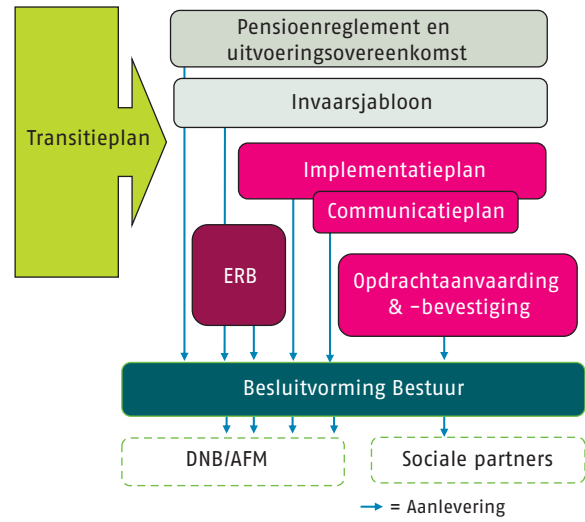 Pensioenreglement en
uitvoeringsovereenkomst
Invaarsjabloon
Transitieplan
Implementatieplan
Communicatieplan
ERB
Opdrachtaanvaarding
& -bevestiging
Besluitvorming Bestuur
DNB/AFM
Sociale partners
= Aanlevering